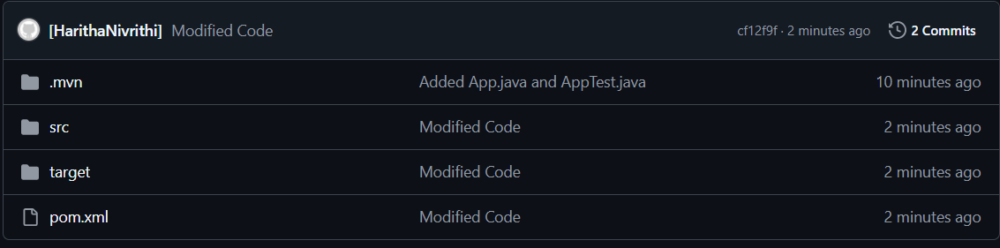 [HarithaNivrithi] Modified Code cf12f9f · 2 minutes ago 2 Commits
.mvn Added App.java and AppTest.java 10 minutes ago
src Modified Code 2 minutes ago
target Modified Code 2 minutes ago
pom.xml Modified Code 2 minutes ago